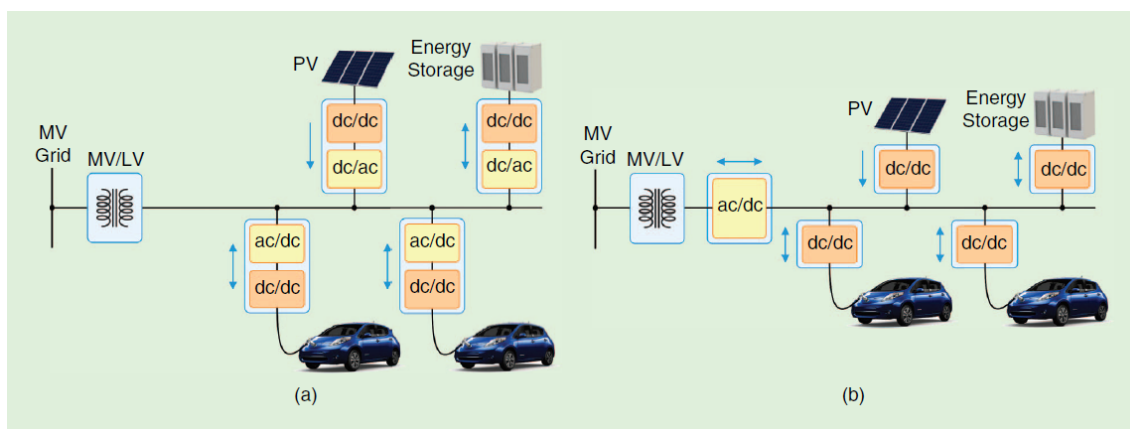 PV
Energy
Storage
dc/dc
dc/ac
dc/dc
dc/ac
MV
Grid
MV/LV
ac/dc
dc/dc
ac/dc
dc/dc
(a)
PV
Energy
Storage
MV
Grid
MV/LV
ac/dc
dc/dc
dc/dc
dc/dc
dc/dc
(b)